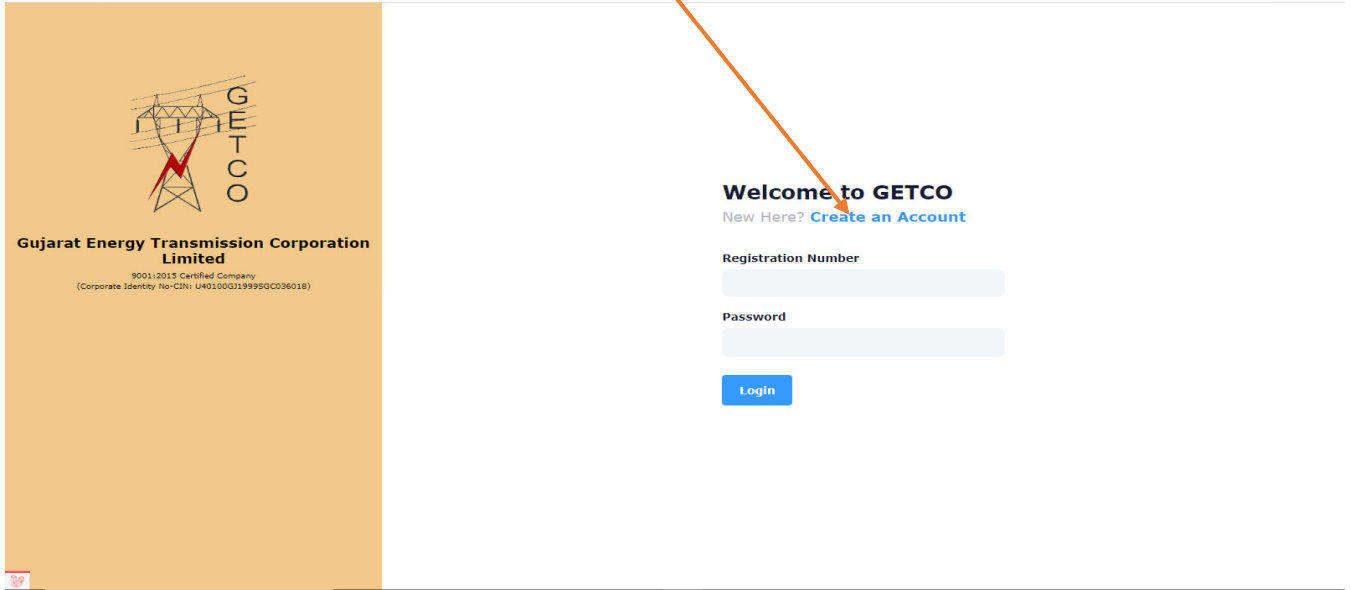 GETCO
Gujarat Energy Transmission Corporation
Limited
9001:2015 Certified Company
(Corporate Identity No-CIN: U40100GJ1999SGC036018)
Welcome to GETCO
New Here? Create an Account
Registration Number
Password
Login